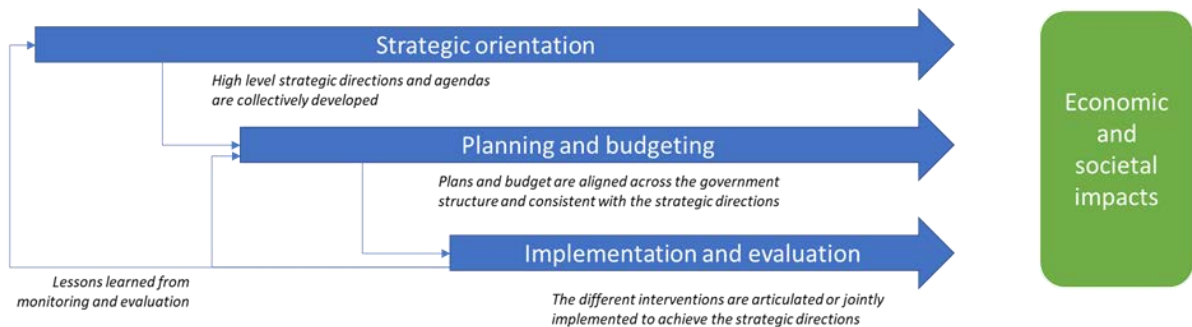 Strategic orientation
High level strategic directions and agendas
are collectively developed
Planning and budgeting
Plans and budget are aligned across the government
structure and consistent with the strategic directions
Implementation and evaluation
Lessons learned from
monitoring and evaluation
The different interventions are articulated or jointly
implemented to achieve the strategic directions
Economic
and
societal
impacts